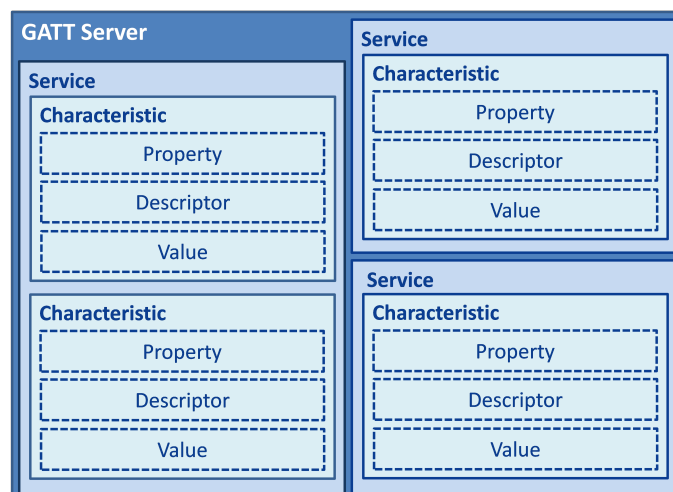 GATT Server
Service
Characteristic
Property
Descriptor
Value
Characteristic
Property
Descriptor
Value
Service
Characteristic
Property
Descriptor
Value
Service
Characteristic
Property
Descriptor
Value